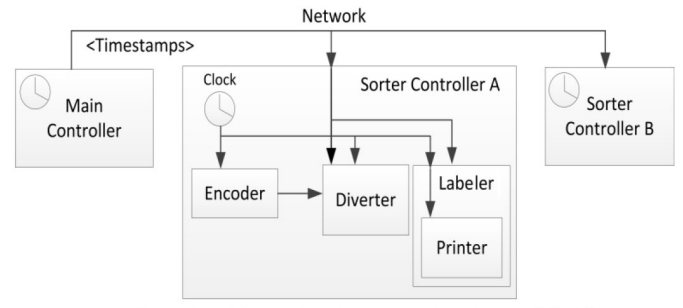 Network
<Timestamps>
Main
Controller
Clock
Sorter Controller A
Sorter
Controller B
Encoder
Diverter
Labeler
Printer